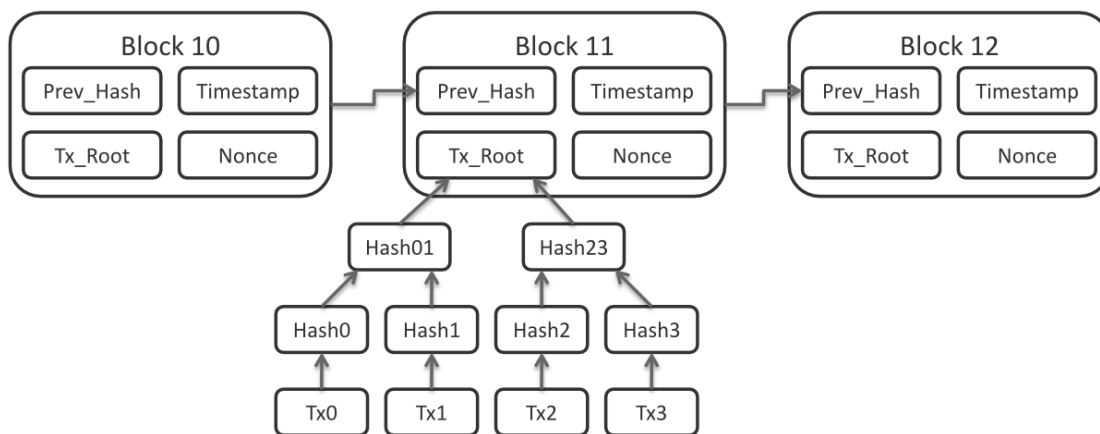 Block 10
Block 11
Block 12
Prev_Hash
Timestamp
Prev_Hash
Timestamp
Prev_Hash
Timestamp
Tx_Root
Nonce
Tx_Root
Nonce
Tx_Root
Nonce
Hash01
Hash23
Hash0
Hash1
Hash2
Hash3
Tx0
Tx1
Tx2
Tx3